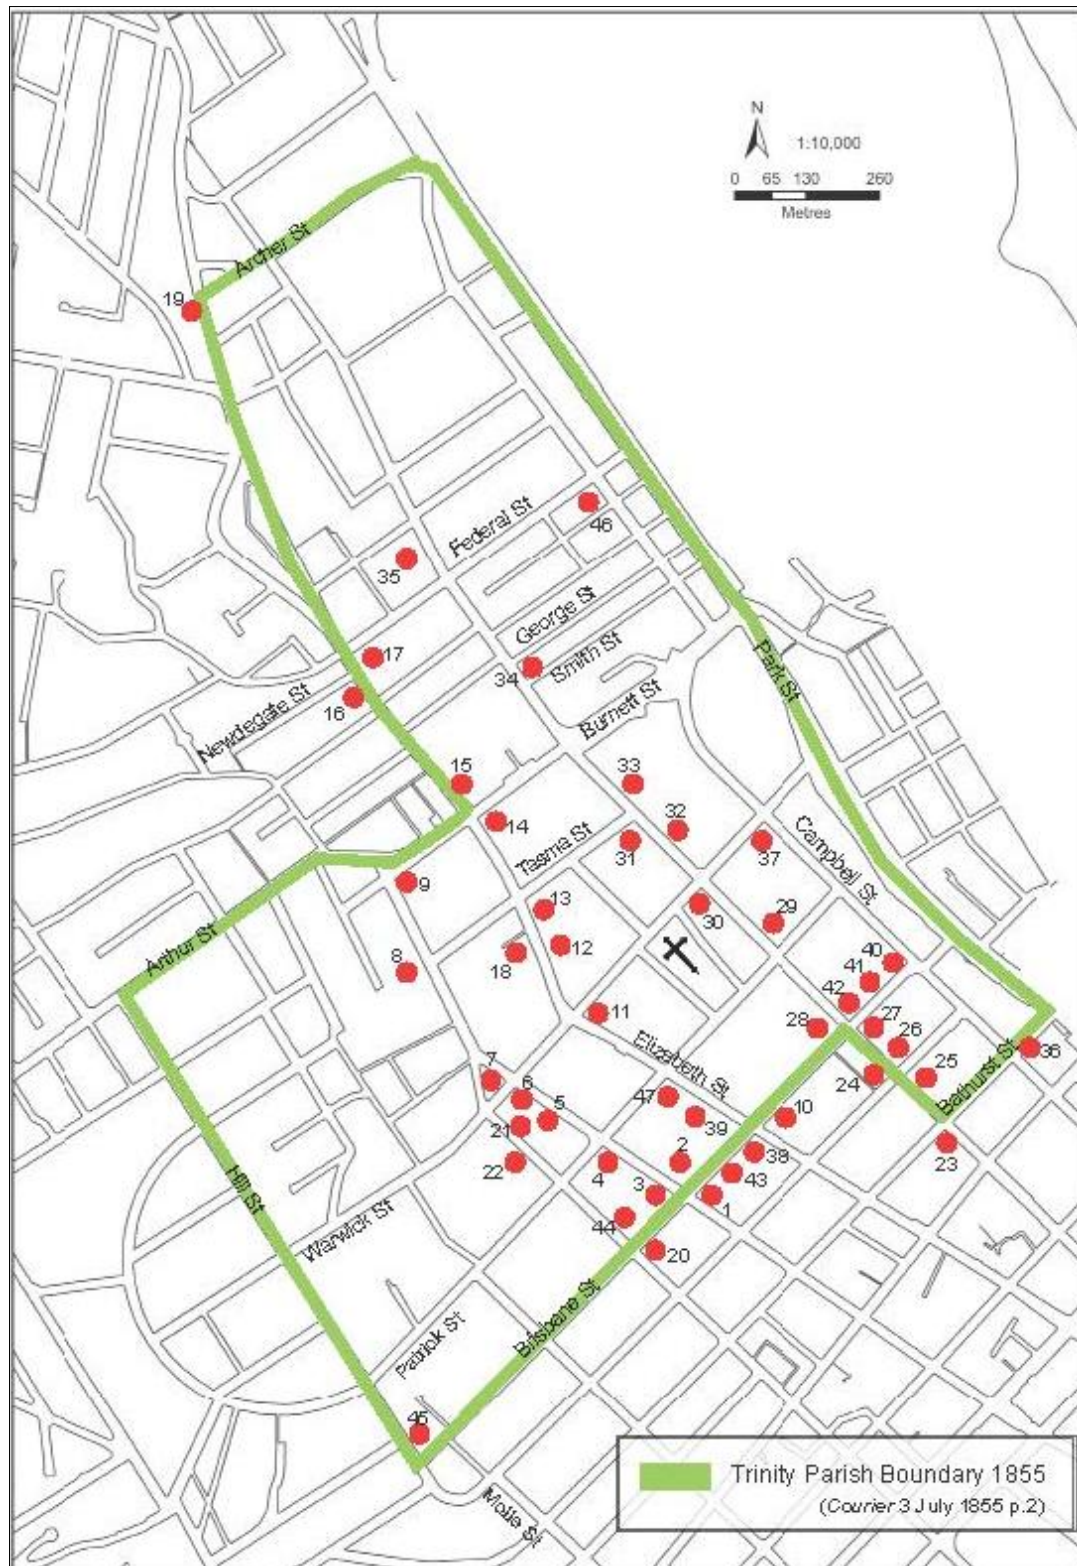 N
1:10,000
0 65 130 260
Metres
Archer St
19
Federal St
46
35
George St
Smith St
34
17
Newdegate St
16
Burnett St
Park St
15
33
14
32
Tasma St
31
37
Campbell St
9
13
30
29
Arthur St
8
18
12
40
41
42
11
28
27
26
Elizabeth St
36
7
6
25
24
Bathurst St
5
47
39
10
21
23
22
4
2
38
3
43
1
Hill St
44
Warwick St
20
Brisbane St
Patrick St
45
Molle St
Trinity Parish Boundary 1855
(Courier 3 July 1855 p.2)